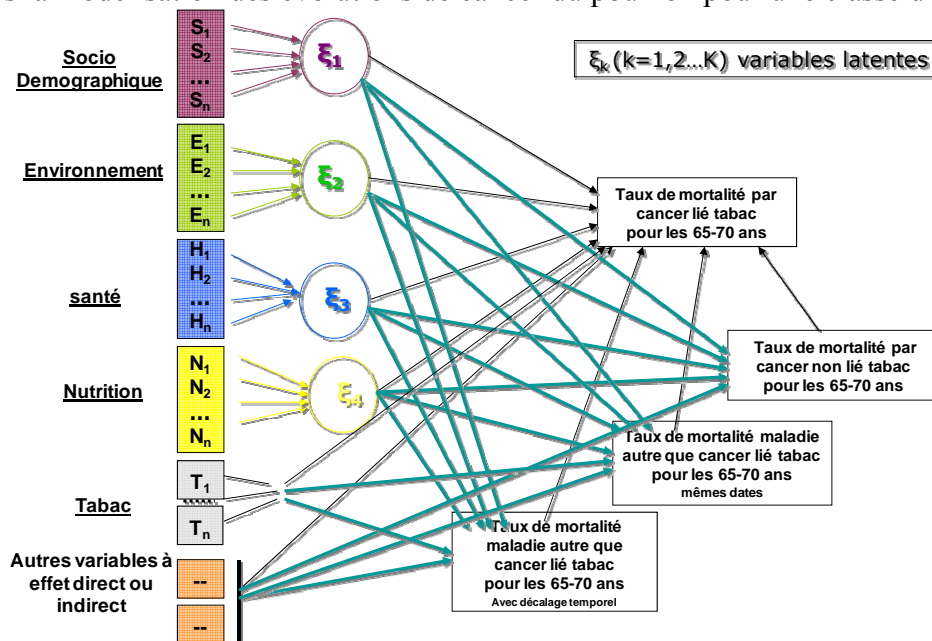 Socio
Demographique
S1
S2
...
Sn
ξ1
ξk(k=1,2...K) variables latentes
Environnement
E1
E2
...
En
ξ2
Taux de mortalité par
cancer lié tabac
pour les 65-70 ans
santé
H1
H2
...
Hn
ξ3
Nutrition
N1
N2
...
Nn
ξ4
Taux de mortalité par
cancer non lié tabac
pour les 65-70 ans
Taux de mortalité maladie
autre que cancer lié tabac
pour les 65-70 ans
mêmes dates
Tabac
T1
Tn
Taux de mortalité
maladie autre que
cancer lié tabac
pour les 65-70 ans
Avec décalage temporel
Autres variables à
effet direct ou
indirect
--
--